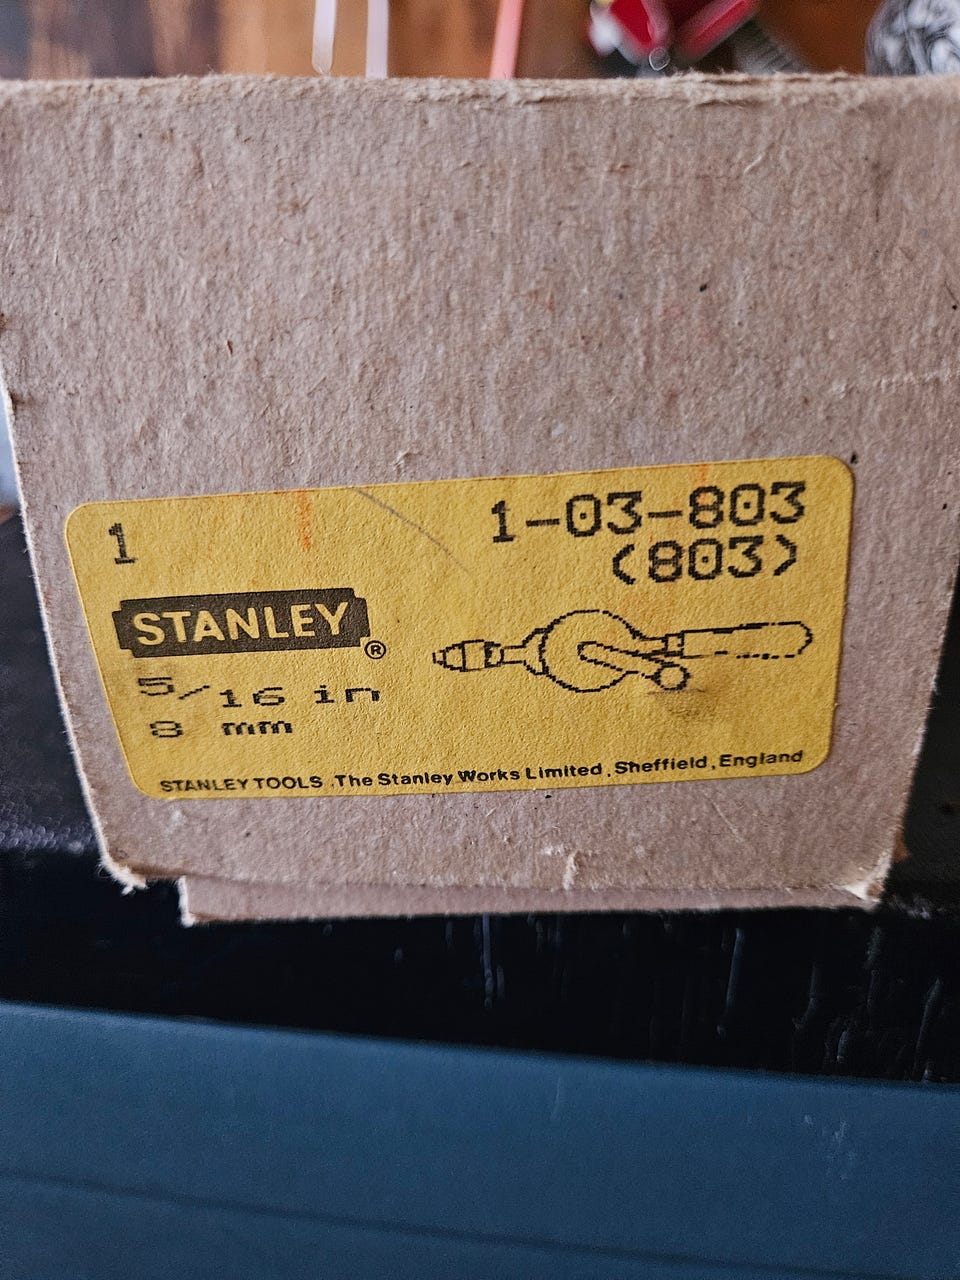 1
1-03-803
(803)
STANLEY®
5/16 in
8 mm
STANLEY TOOLS . The Stanley Works Limited . Sheffield , England